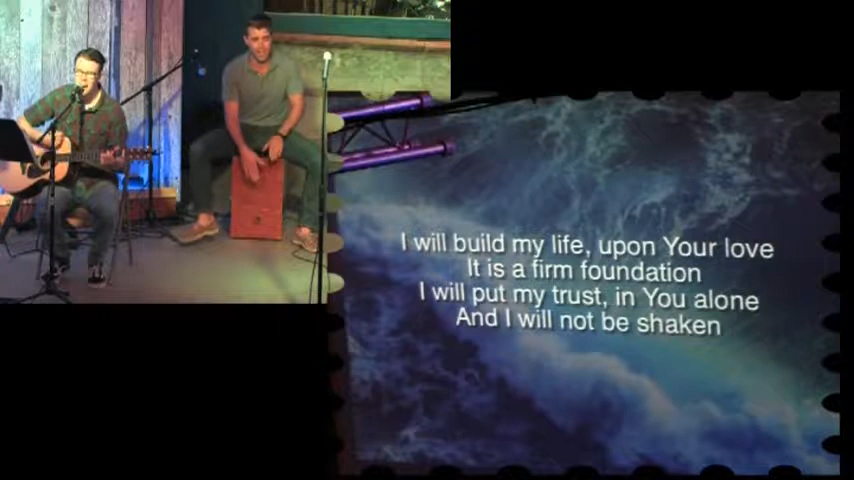 I will build my life, upon Your love
It is a firm foundation
I will put my trust, in You alone
And I will not be shaken